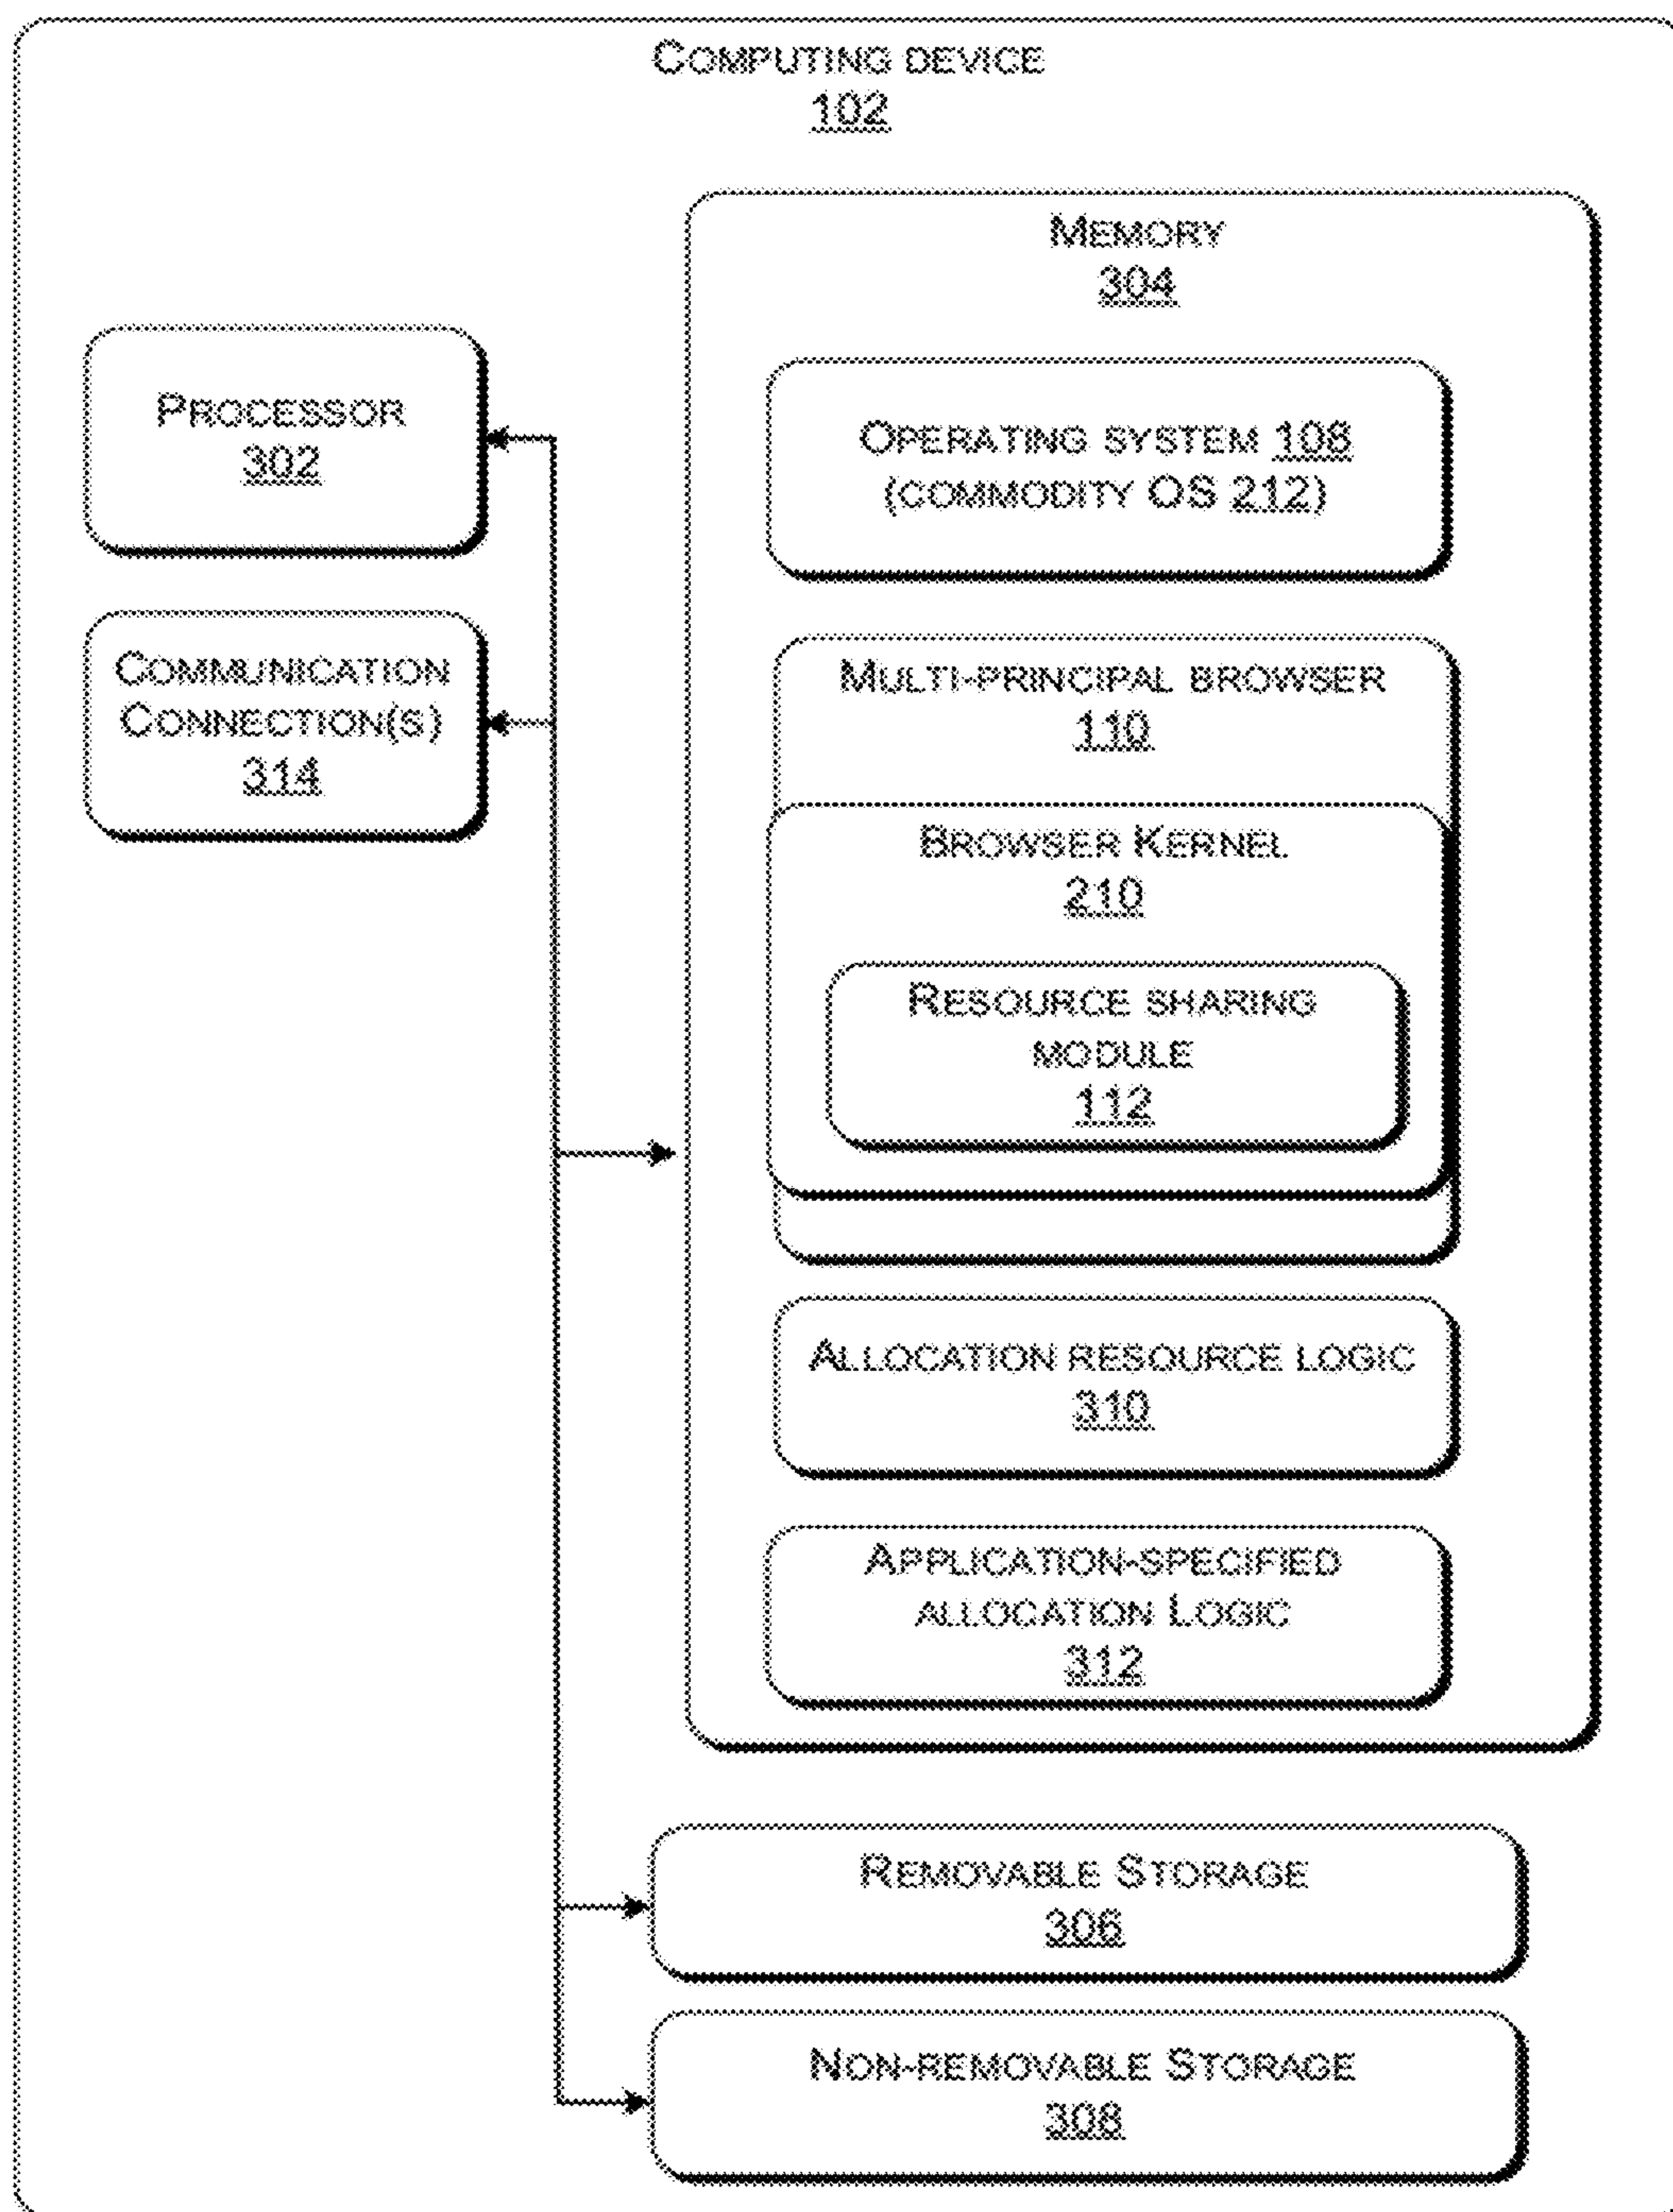 COMPUTING DEVICE
102
MEMORY
304
PROCESSOR
302
OPERATING SYSTEM 108
(COMMODITY OS 212)
COMMUNICATION
CONNECTION(S)
314
MULTI-PRINCIPAL BROWSER
110
BROWSER KERNEL
210
RESOURCE SHARING
MODULE
112
ALLOCATION RESOURCE LOGIC
310
APPLICATION-SPECIFIED
ALLOCATION LOGIC
312
REMOVABLE STORAGE
306
NON-REMOVABLE STORAGE
308